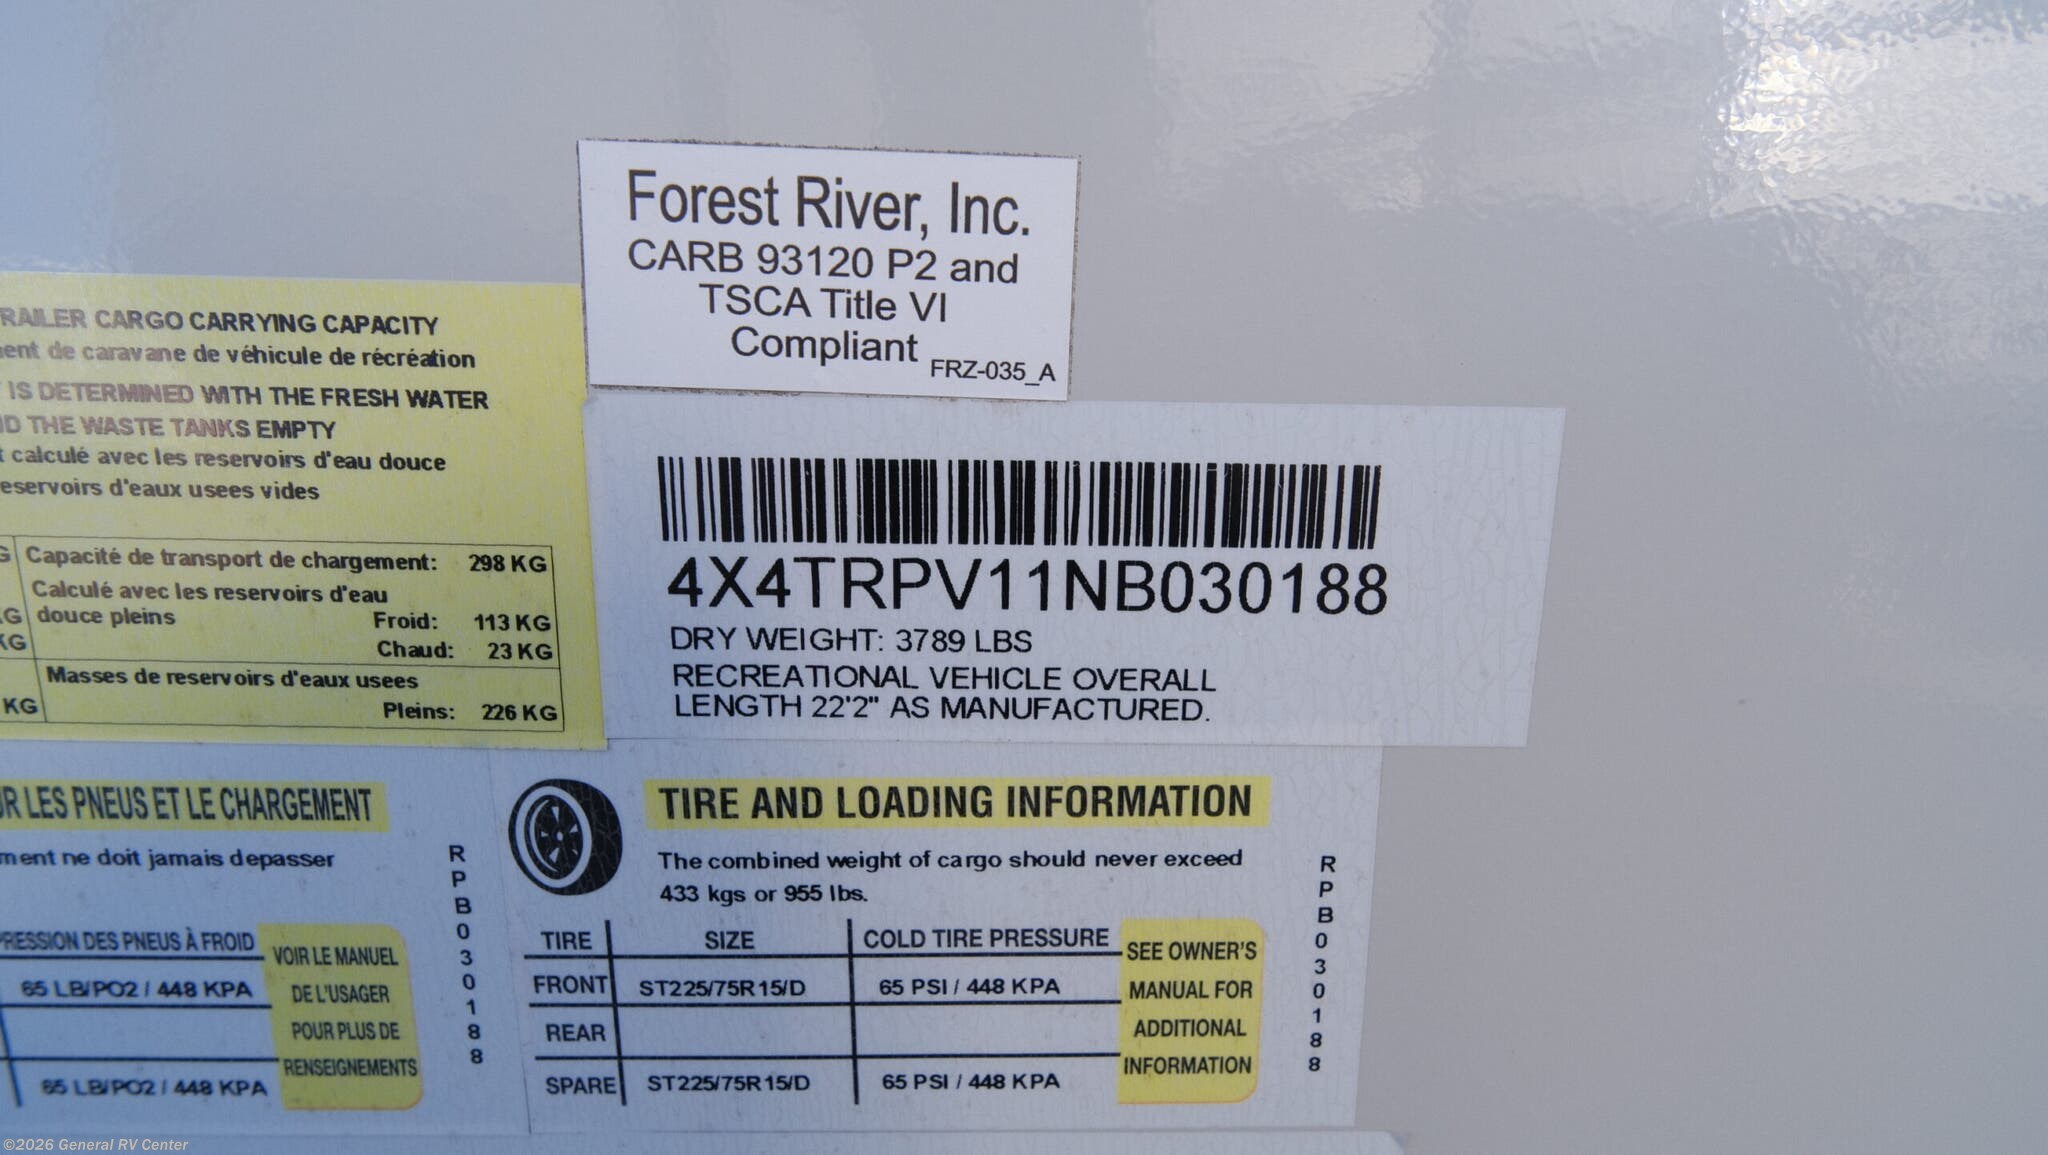 Forest River, Inc.
CARB 93120 P2 and
TSCA Title VI
Compliant FRZ-035_A
RAILER CARGO CARRYING CAPACITY
ent de caravane de véhicule de récréation
IS DETERMINED WITH THE FRESH WATER
ND THE WASTE TANKS EMPTY
t calculé avec les reservoirs d'eau douce
eservoirs d'eaux usees vides
G Capacité de transport de chargement: 298 KG
Calculé avec les reservoirs d'eau
KG douce pleins Froid: 113 KG
KG Chaud: 23 KG
Masses de reservoirs d'eaux usees
KG Pleins: 226 KG
4X4TRPV11NB030188
DRY WEIGHT: 3789 LBS
RECREATIONAL VEHICLE OVERALL
LENGTH 22'2" AS MANUFACTURED.
UR LES PNEUS ET LE CHARGEMENT
ment ne doit jamais depasser
PRESSION DES PNEUS À FROID
65 LB/PO2 / 448 KPA
65 LB/PO2 / 448 KPA
VOIR LE MANUEL
DE L'USAGER
POUR PLUS DE
RENSEIGNEMENTS
RPB030188
TIRE AND LOADING INFORMATION
The combined weight of cargo should never exceed
433 kgs or 955 lbs.
TIRE SIZE COLD TIRE PRESSURE
FRONT ST225/75R15/D 65 PSI / 448 KPA
REAR
SPARE ST225/75R15/D 65 PSI / 448 KPA
SEE OWNER'S
MANUAL FOR
ADDITIONAL
INFORMATION
RPB030188
©2026 General RV Center